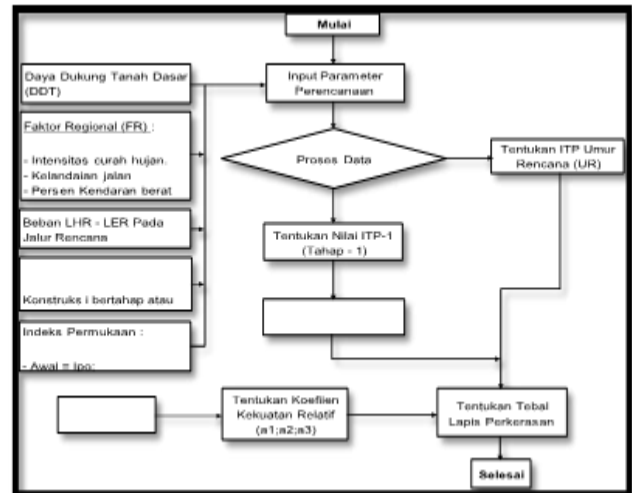 Mulai
Daya Dukung Tanah Dasar
(DDT)
Input Parameter
Perencanaan
Faktor Regional (FR) :
- Intensitas curah hujan.
- Kelandaian jalan
- Persen Kendaran berat
Proses Data
Tentukan ITP Umur
Rencana (UR)
Beban LHR - LER Pada
Jalur Rencana
Tentukan Nilai ITP-1
(Tahap - 1)
Konstruks i bertahap atau
Indeks Permukaan :
- Awal = Ipo;
Tentukan Koefiien
Kekuatan Relatif
(a1;a2;a3)
Tentukan Tebal
Lapis Perkerasan
Selesai